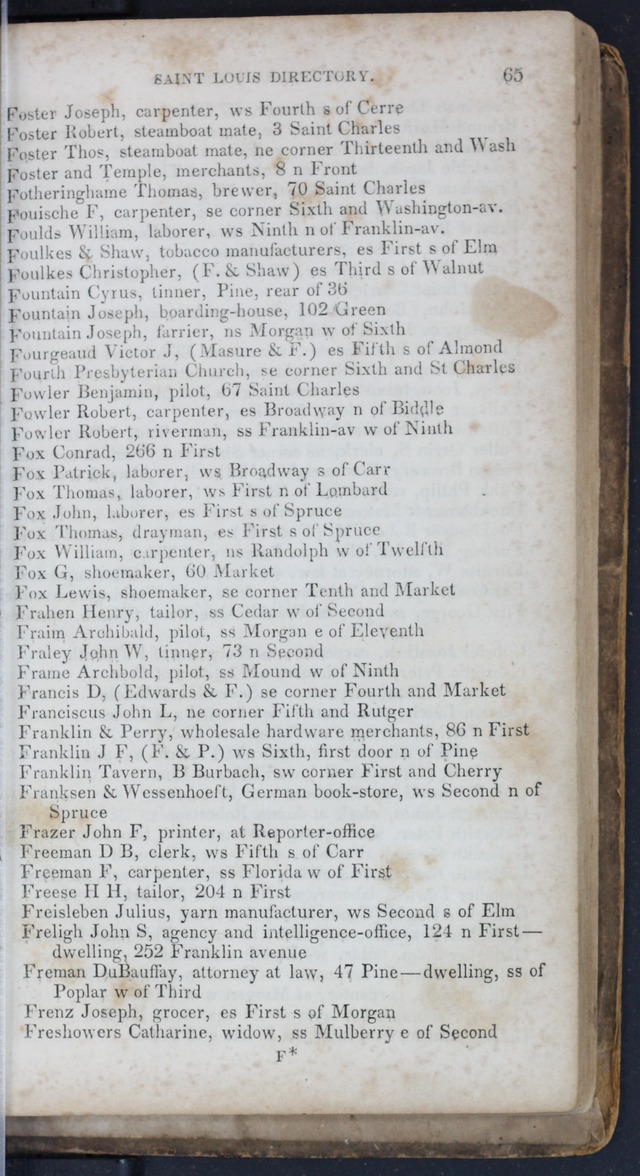 SAINT LOUIS DIRECTORY. 65
Foster Joseph, carpenter, ws Fourth s of Cerre
Foster Robert, steamboat mate, 3 Saint Charles
Foster Thos, steamboat mate, ne corner Thirteenth and Wash
Foster and Temple, merchants, 8 n Front
Fotheringhame Thomas, brewer, 70 Saint Charles
Fouische F, carpenter, se corner Sixth and Washington-av.
Foulds William, laborer, ws Ninth n of Franklin-av.
Foulkes & Shaw, tobacco manufacturers, es First s of Elm
Foulkes Christopher, (F. & Shaw) es Third s of Walnut
Fountain Cyrus, tinner, Pine, rear of 36
Fountain Joseph, boarding-house, 102 Green
Fountain Joseph, farrier, ns Morgan w of Sixth
Fourgeaud Victor J, (Masure & F.) es Fifth s of Almond
Fourth Presbyterian Church, se corner Sixth and St Charles
Fowler Benjamin, pilot, 67 Saint Charles
Fowler Robert, carpenter, es Broadway n of Biddle
Fowler Robert, riverman, ss Franklin-av w of Ninth
Fox Conrad, 266 n First
Fox Patrick, laborer, ws Broadway s of Carr
Fox Thomas, laborer, ws First n of Lombard
Fox John, laborer, es First s of Spruce
Fox Thomas, drayman, es First s of Spruce
Fox William, carpenter, ns Randolph w of Twelfth
Fox G, shoemaker, 60 Market
Fox Lewis, shoemaker, se corner Tenth and Market
Frahen Henry, tailor, ss Cedar w of Second
Fraim Archibald, pilot, ss Morgan e of Eleventh
Fraley John W, tinner, 73 n Second
Frame Archbold, pilot, ss Mound w of Ninth
Francis D, (Edwards & F.) se corner Fourth and Market
Franciscus John L, ne corner Fifth and Rutger
Franklin & Perry, wholesale hardware merchants, 86 n First
Franklin J F, (F. & P.) ws Sixth, first door n of Pine
Franklin Tavern, B Burbach, sw corner First and Cherry
Franksen & Wessenhoeft, German book-store, ws Second n of
Spruce
Frazer John F, printer, at Reporter-office
Freeman D B, clerk, ws Fifth s of Carr
Freeman F, carpenter, ss Florida w of First
Freese H H, tailor, 204 n First
Freisleben Julius, yarn manufacturer, ws Second s of Elm
Freligh John S, agency and intelligence-office, 124 n First—
dwelling, 252 Franklin avenue
Freman DuBauffay, attorney at law, 47 Pine—dwelling, ss of
Poplar w of Third
Frenz Joseph, grocer, es First s of Morgan
Freshowers Catharine, widow, ss Mulberry e of Second
F*